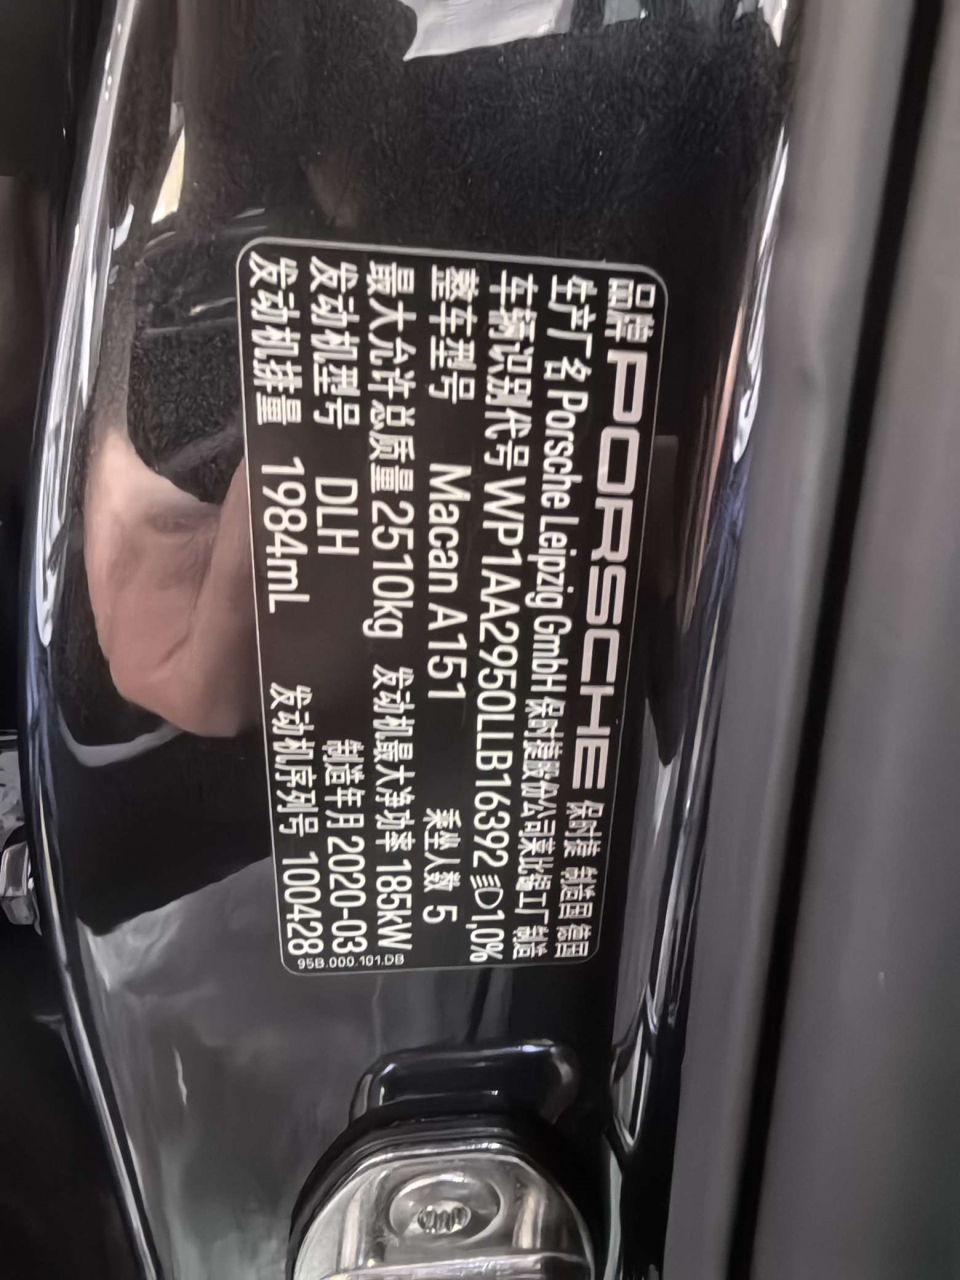 品牌 PORSCHE 保时捷 制造国 德国
生产厂名 Porsche Leipzig GmbH 保时捷股份公司莱比锡工厂 制造
车辆识别代号 WP1AA2950LLB16392 1,0%
整车型号 Macan A151 乘坐人数 5
最大允许总质量 2510kg 发动机最大净功率 185kW
发动机型号 DLH 制造年月 2020-03
发动机排量 1984mL 发动机序列号 100428
95B.000.101.DB